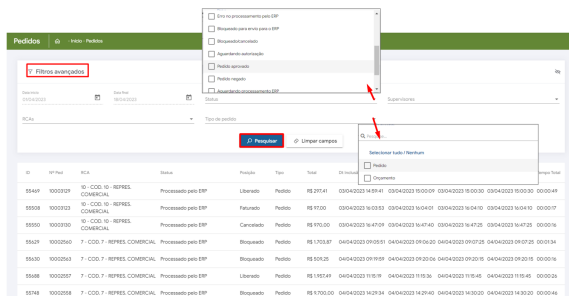 Erro no processamento pelo ERP
Bloqueado para envio para o ERP
Bloqueado/cancelado
Aguardando autorização
Pedido aprovado
Pedido negado
Aguardando processamento ERP
Pedidos · Início · Pedidos
Filtros avançados
Data Início Data Final
Status Supervisores
RCAs Tipo de pedido
Pesquisar Limpar campos
Selecionar tudo / Nenhum
Pedido
Orçamento
ID Nº Ped RCA Status Posição Tipo Total Tempo Total
55469 10003129 10 - COD. 10 - REPRES. COMERCIAL Processado pelo ERP Liberado Pedido R$ 297,41 03/04/2023 14:59:41 03/04/2023 15:00:09 03/04/2023 15:00:30 03/04/2023 15:00:30 00:00:49
55508 10003123 10 - COD. 10 - REPRES. COMERCIAL Processado pelo ERP Faturado Pedido R$ 97,00 03/04/2023 16:03:53 03/04/2023 16:04:01 03/04/2023 16:04:10 03/04/2023 16:04:10 00:00:17
55550 10003130 10 - COD. 10 - REPRES. COMERCIAL Processado pelo ERP Cancelado Pedido R$ 970,00 03/04/2023 16:47:09 03/04/2023 16:47:40 03/04/2023 16:47:25 03/04/2023 16:47:25 00:00:16
55629 10002560 7 - COD. 7 - REPRES. COMERCIAL Processado pelo ERP Bloqueado Pedido R$ 1.703,87 04/04/2023 09:05:51 04/04/2023 09:06:20 04/04/2023 09:07:25 04/04/2023 09:07:25 00:01:34
55630 10002563 7 - COD. 7 - REPRES. COMERCIAL Processado pelo ERP Bloqueado Pedido R$ 509,25 04/04/2023 09:19:59 04/04/2023 09:20:06 04/04/2023 09:20:15 04/04/2023 09:20:15 00:00:16
55688 10002557 7 - COD. 7 - REPRES. COMERCIAL Processado pelo ERP Liberado Pedido R$ 1.957,49 04/04/2023 11:15:19 04/04/2023 11:15:36 04/04/2023 11:15:45 04/04/2023 11:15:45 00:00:26
55748 10002558 7 - COD. 7 - REPRES. COMERCIAL Processado pelo ERP Bloqueado Pedido R$ 9.700,00 04/04/2023 14:29:34 04/04/2023 14:29:40 04/04/2023 14:30:20 04/04/2023 14:30:20 00:00:46